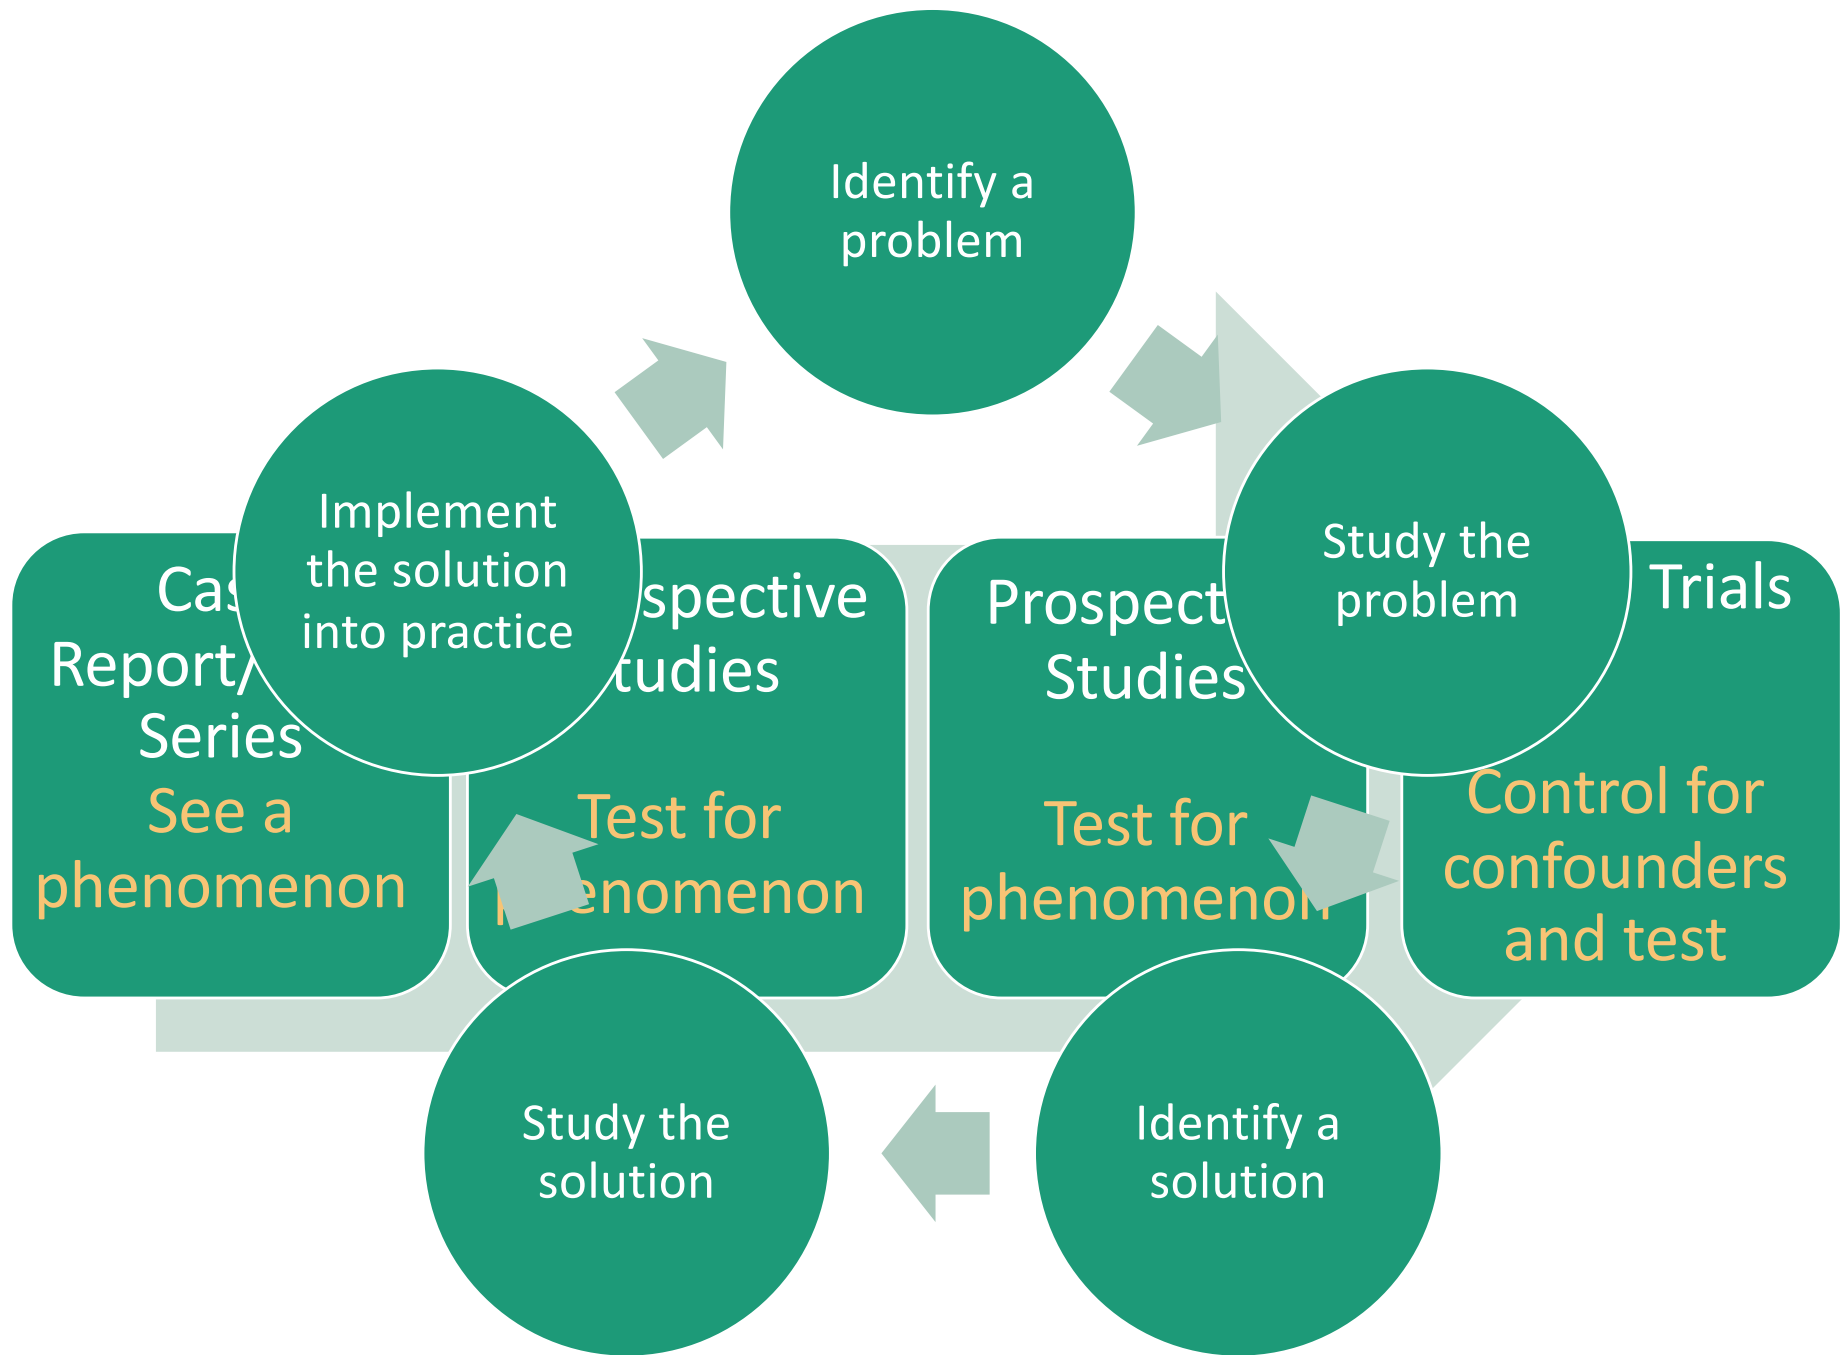 Identify a
problem
Implement
the solution
into practice
Study the
problem
Cas
Report/
Series
See a
phenomenon
spective
tudies
Test for
enomenon
Prospect
Studies
Test for
phenomenon
Trials
Control for
confounders
and test
Study the
solution
Identify a
solution